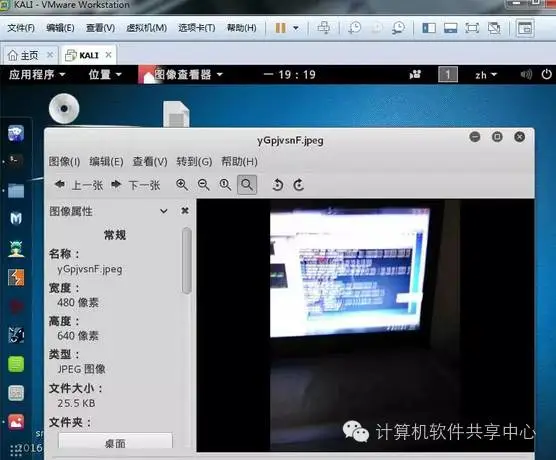 KALI - VMware Workstation
文件(F) 编辑(E) 查看(V) 虚拟机(M) 选项卡(T) 帮助(H)
主页 KALI
应用程序 位置 图像查看器 一 19：19 1 zh
yGpjvsnF.jpeg
图像(I) 编辑(E) 查看(V) 转到(G) 帮助(H)
上一张 下一张
图像属性
常规
名称：
yGpjvsnF.jpeg
宽度：
480 像素
高度：
640 像素
类型：
JPEG 图像
文件大小：
25.5 KB
文件夹：
桌面
2016
计算机软件共享中心